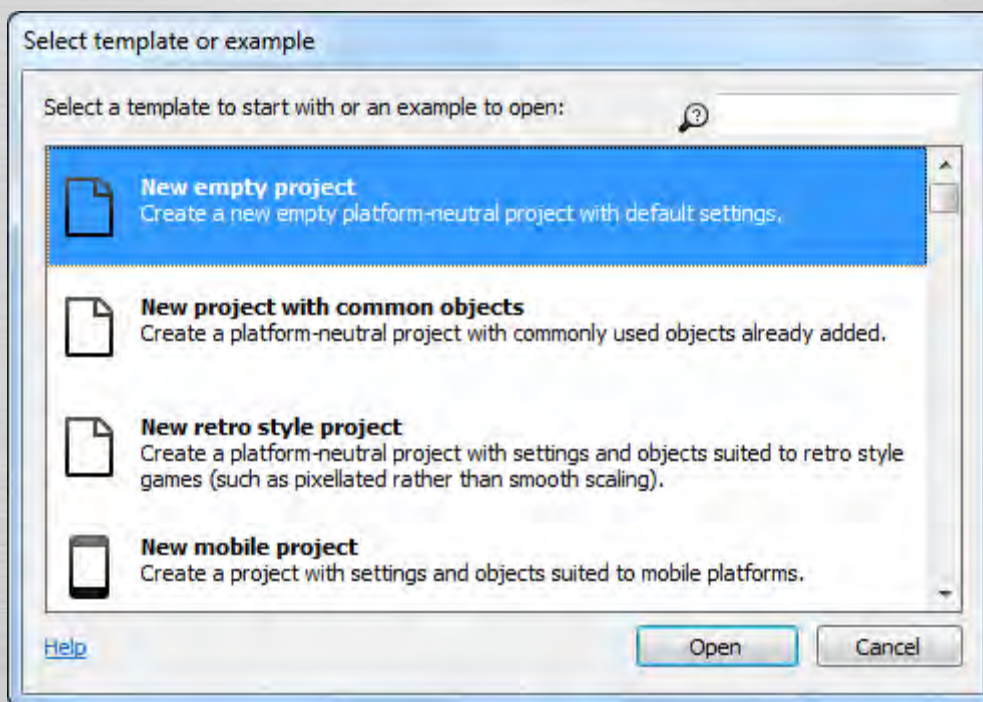 Select template or example
Select a template to start with or an example to open:
New empty project
Create a new empty platform-neutral project with default settings.
New project with common objects
Create a platform-neutral project with commonly used objects already added.
New retro style project
Create a platform-neutral project with settings and objects suited to retro style
games (such as pixellated rather than smooth scaling).
New mobile project
Create a project with settings and objects suited to mobile platforms.
Help
Open
Cancel